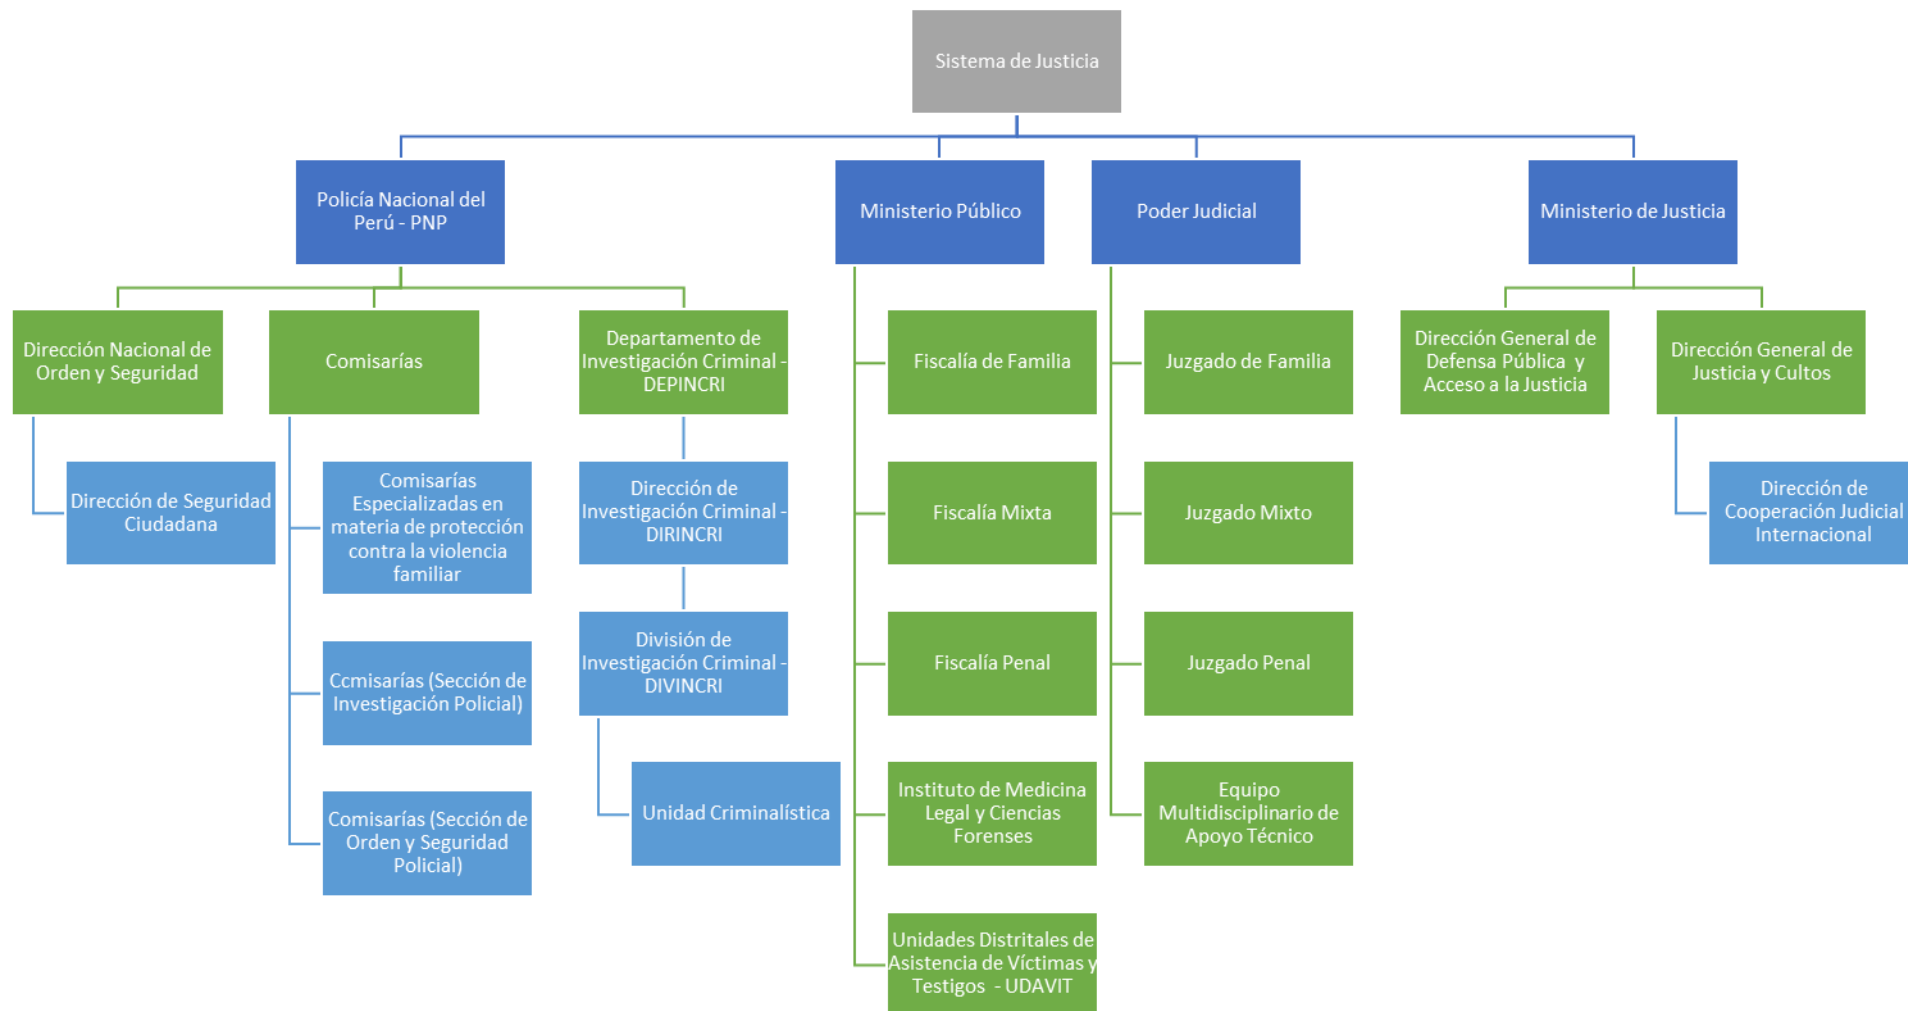 Sistema de Justicia
Policía Nacional del
Perú - PNP
Ministerio Público
Poder Judicial
Ministerio de Justicia
Dirección Nacional de
Orden y Seguridad
Comisarías
Departamento de
Investigación Criminal -
DEPINCRI
Fiscalía de Familia
Juzgado de Familia
Dirección General de
Defensa Pública y
Acceso a la Justicia
Dirección General de
Justicia y Cultos
Dirección de Seguridad
Ciudadana
Comisarías
Especializadas en
materia de protección
contra la violencia
familiar
Dirección de
Investigación Criminal -
DIRINCRI
Fiscalía Mixta
Juzgado Mixto
Dirección de
Cooperación Judicial
Internacional
Ccmisarías (Sección de
Investigación Policial)
División de
Investigación Criminal -
DIVINCRI
Fiscalía Penal
Juzgado Penal
Comisarías (Sección de
Orden y Seguridad
Policial)
Unidad Criminalística
Instituto de Medicina
Legal y Ciencias
Forenses
Equipo
Multidisciplinario de
Apoyo Técnico
Unidades Distritales de
Asistencia de Víctimas y
Testigos - UDAVIT